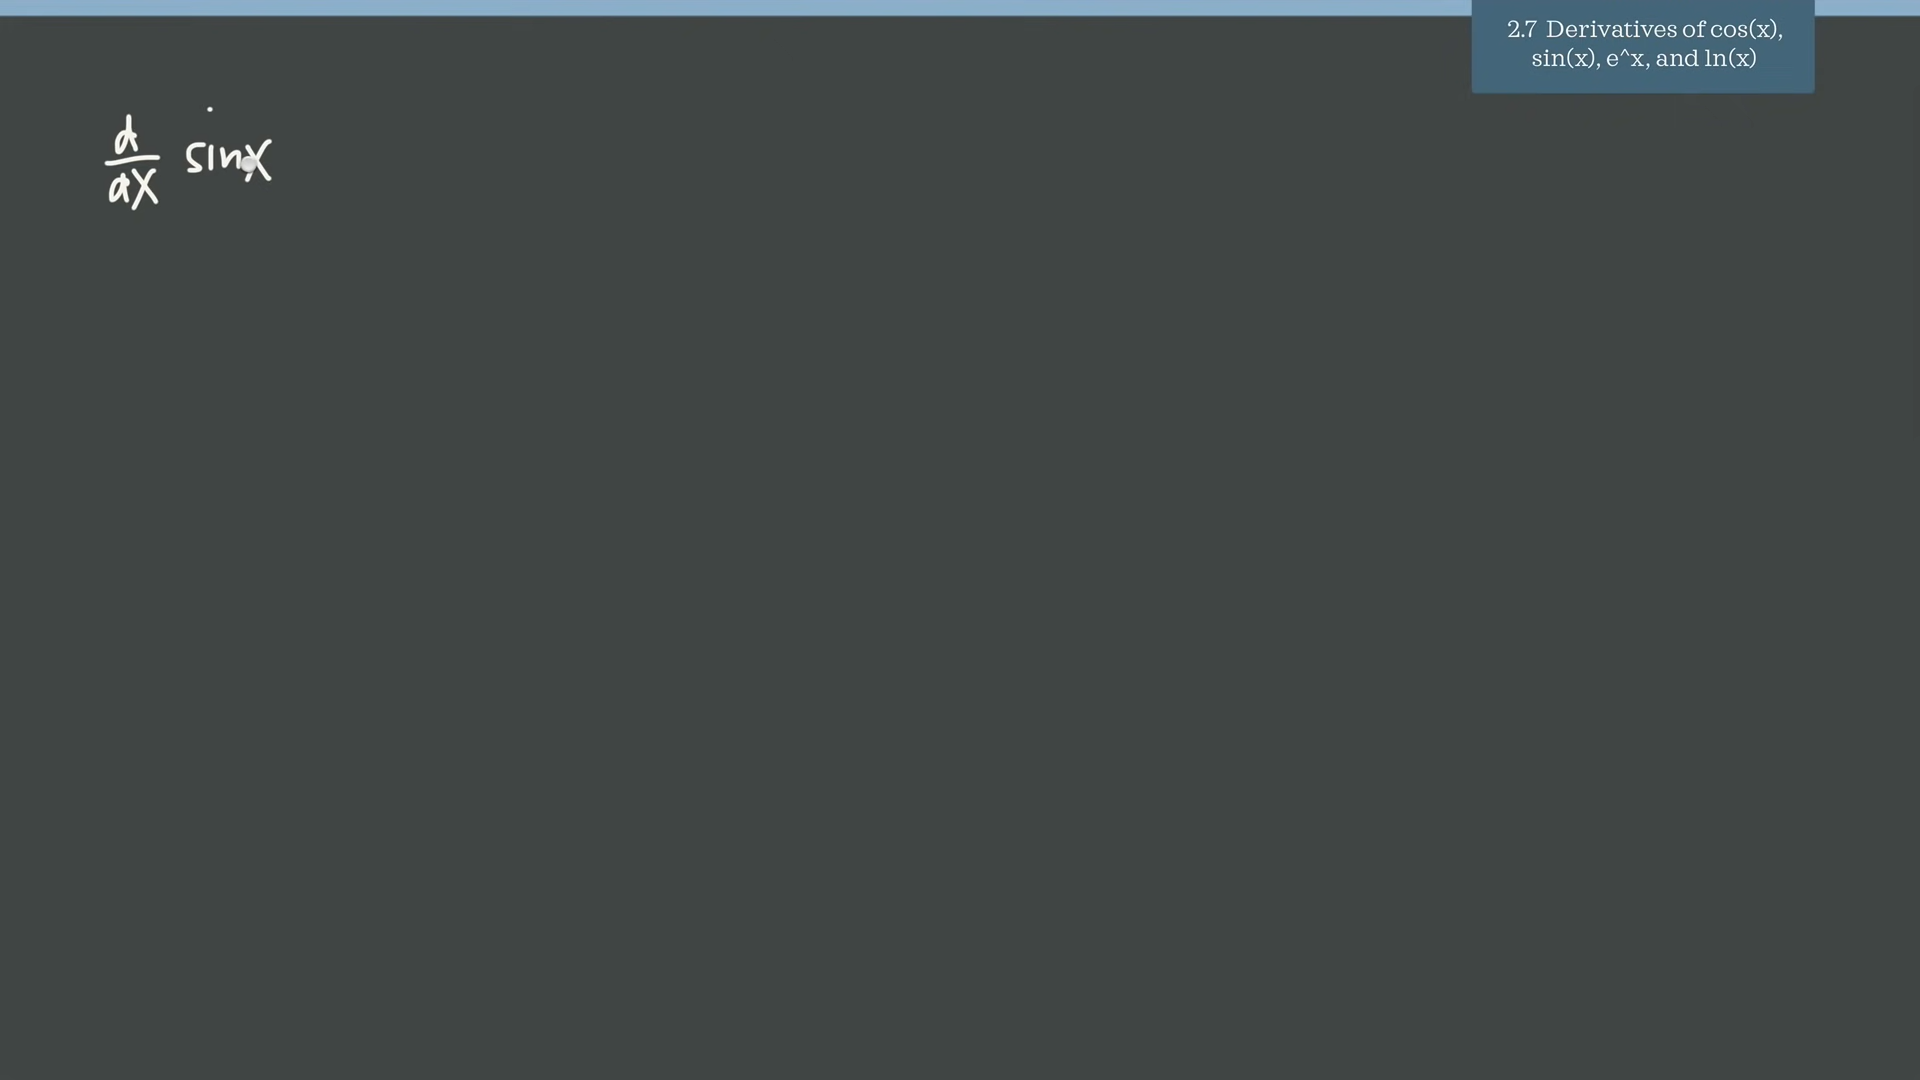 2.7 Derivatives of cos(x),
sin(x), e^x, and ln(x)
d
dx sinx